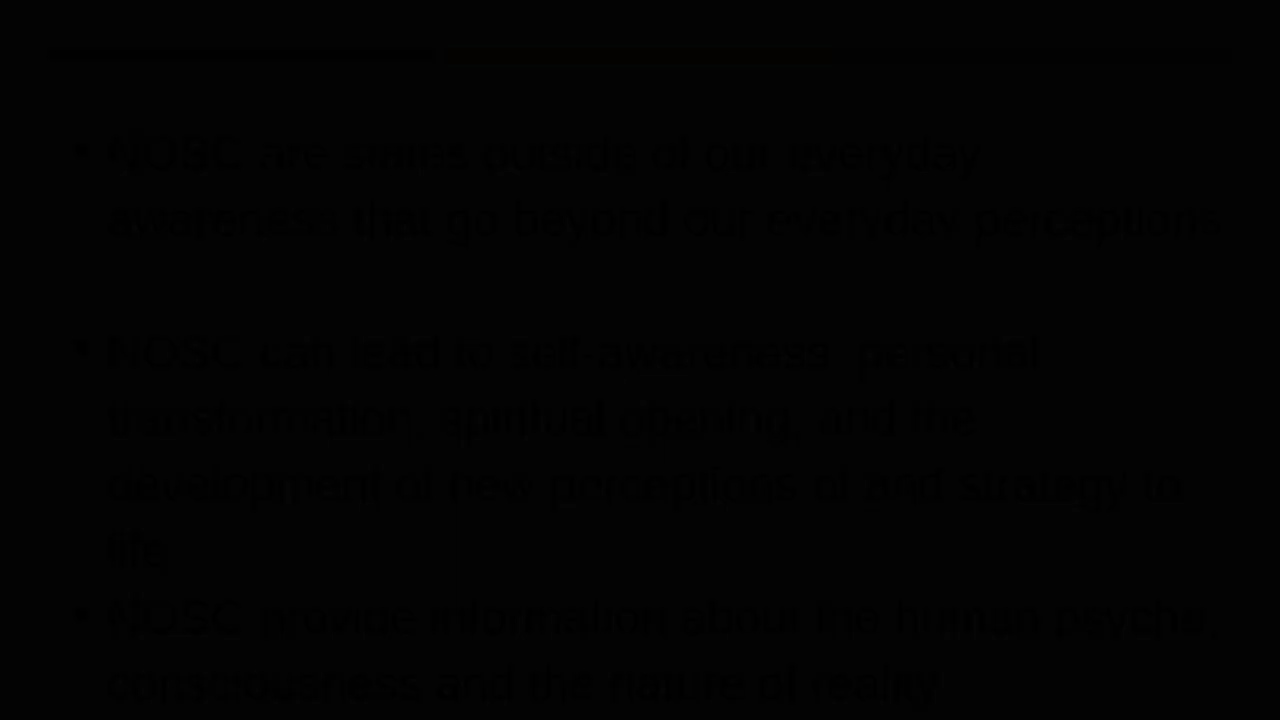 • NOSC are states outside of our everyday
awareness that go beyond our everyday perceptions
• NOSC can lead to self-awareness, personal
transformation, spiritual opening, and the
development of new perceptions of and strategy to
life
• NOSC provide information about the human psyche,
consciousness and the nature of reality